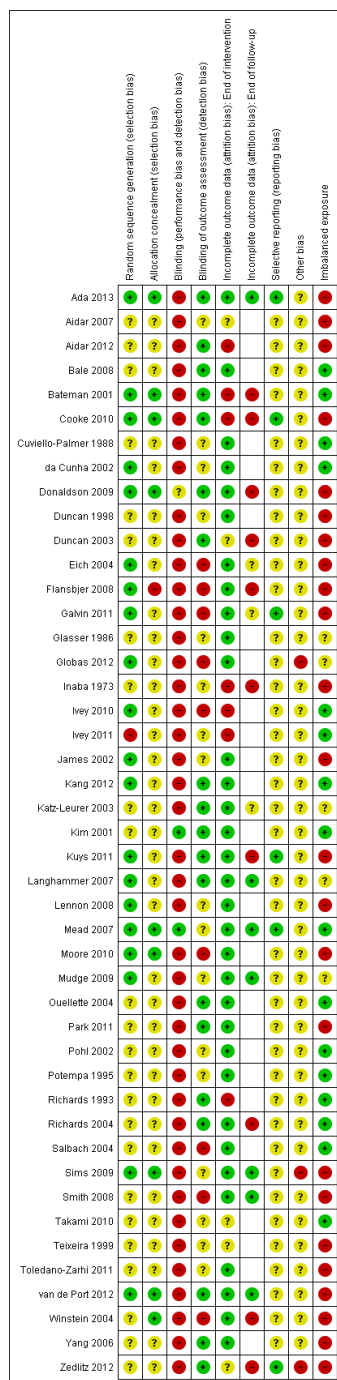 Random sequence generation (selection bias)
Allocation concealment (selection bias)
Blinding (performance bias and detection bias)
Blinding of outcome assessment (detection bias)
Incomplete outcome data (attrition bias): End of intervention
Incomplete outcome data (attrition bias): End of follow-up
Selective reporting (reporting bias)
Other bias
Imbalanced exposure
Ada 2013 + + - + + + + ? -
Aidar 2007 ? ? - ? ? ? ? -
Aidar 2012 ? ? - + - ? ? -
Bale 2008 ? ? - + + ? ? +
Bateman 2001 + + - + - - ? ? +
Cooke 2010 + + - + - - + ? -
Cuviello-Palmer 1988 ? ? - ? + ? ? +
da Cunha 2002 + ? - ? + ? ? +
Donaldson 2009 + + ? + + - ? ? -
Duncan 1998 ? ? - ? + ? ? -
Duncan 2003 ? ? - + ? - ? ? -
Eich 2004 + ? - - + ? ? ? -
Flansbjer 2008 + - - - + - ? ? -
Galvin 2011 + ? - - + ? + ? -
Glasser 1986 ? ? - ? + ? ? ?
Globas 2012 + ? - - + ? - ?
Inaba 1973 ? ? - ? - - ? ? -
Ivey 2010 + ? - - - ? ? +
Ivey 2011 - ? - ? - ? ? +
James 2002 + ? - ? + ? ? -
Kang 2012 + ? - + + ? ? +
Katz-Leurer 2003 ? ? - + + ? ? ? ?
Kim 2001 ? ? + + + ? ? +
Kuys 2011 + ? - + + - + ? -
Langhammer 2007 + ? - + + + ? ? ?
Lennon 2008 + ? - ? + ? ? -
Mead 2007 + + + ? + + + ? -
Moore 2010 + + - - + ? ? -
Mudge 2009 + ? - ? + + ? ? ?
Ouellette 2004 ? ? - + + ? ? +
Park 2011 ? ? - + + ? ? -
Pohl 2002 ? ? - ? + ? ? +
Potempa 1995 ? ? - ? + ? ? +
Richards 1993 ? ? - + - ? ? +
Richards 2004 ? ? - + + - ? ? +
Salbach 2004 ? ? - - + ? ? +
Sims 2009 + + - ? + + ? - -
Smith 2008 ? ? - - + + ? ? -
Takami 2010 ? ? - ? ? ? ? +
Teixeira 1999 ? ? - ? ? ? ? -
Toledano-Zarhi 2011 ? ? - ? + ? ? -
van de Port 2012 + + - + + + ? ? -
Winstein 2004 ? + - - + - ? ? -
Yang 2006 ? ? - + + ? ? -
Zedlitz 2012 + ? - + ? - + - -